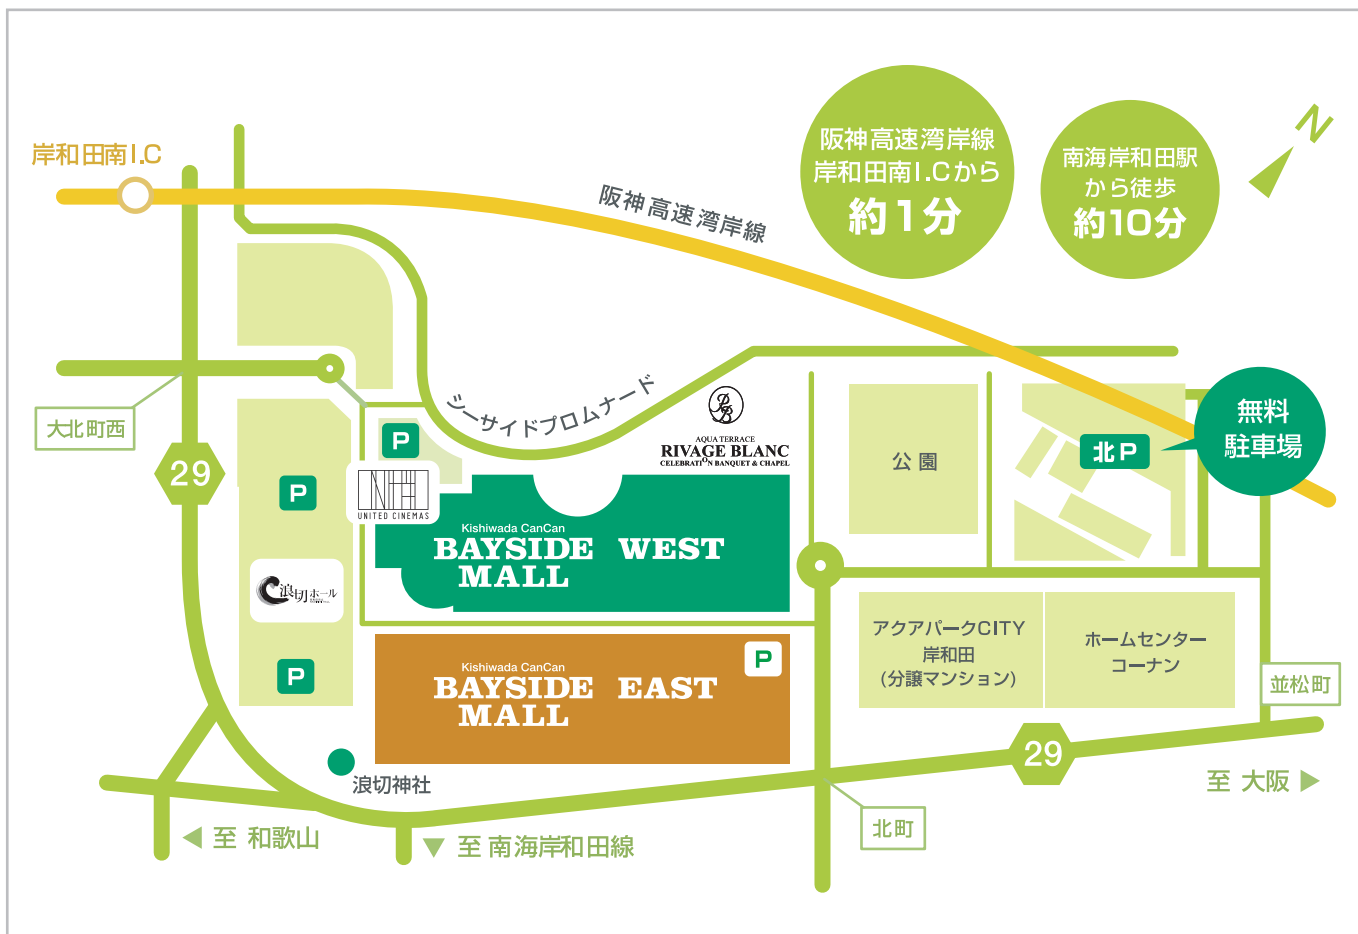 岸和田南I.C
阪神高速湾岸線
阪神高速湾岸線
岸和田南I.Cから
約1分
南海岸和田駅
から徒歩
約10分
N
シーサイドプロムナード
大北町西
29
P
P
UNITED CINEMAS
AQUA TERRACE
RIVAGE BLANC
CELEBRATION BANQUET & CHAPEL
公園
北P
無料
駐車場
Kishiwada CanCan
BAYSIDE WEST
MALL
浪切ホール
P
Kishiwada CanCan
BAYSIDE EAST
MALL
P
アクアパークCITY
岸和田
(分譲マンション)
ホームセンター
コーナン
並松町
29
浪切神社
至 大阪
北町
至 和歌山
至 南海岸和田線